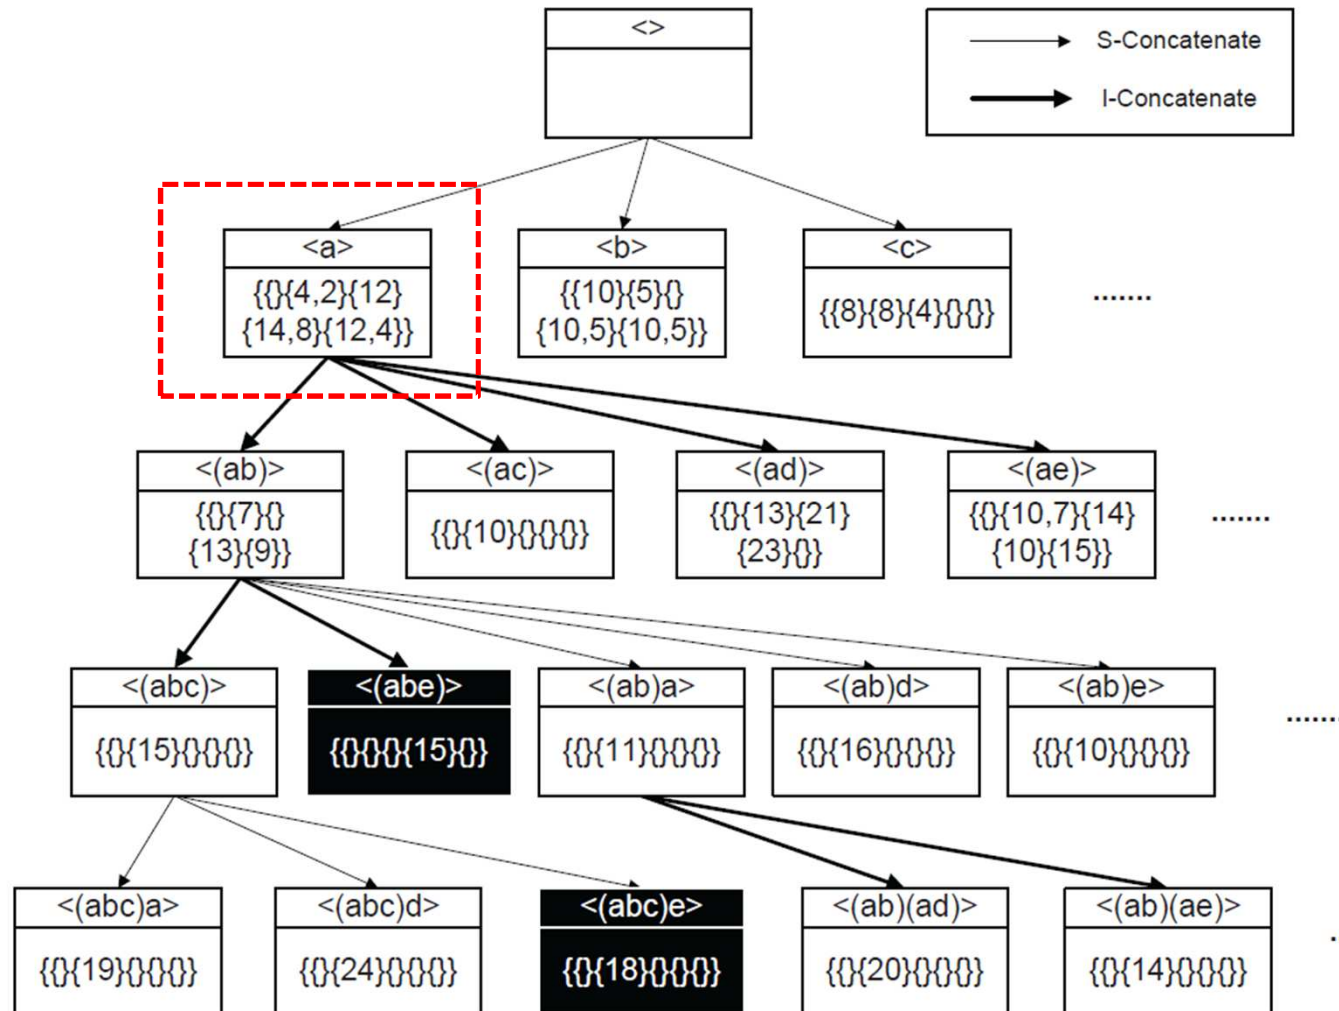 <>
S-Concatenate
I-Concatenate
<a>
{{}{4,2}{12}
{14,8}{12,4}}
<b>
{{10}{5}{}
{10,5}{10,5}}
<c>
{{8}{8}{4}{}{}}
.......
<(ab)>
{{}{7}{}
{13}{9}}
<(ac)>
{{}{10}{}{}{}}
<(ad)>
{{}{13}{21}
{23}{}}
<(ae)>
{{}{10,7}{14}
{10}{15}}
.......
<(abc)>
{{}{15}{}{}{}}
<(abe)>
{{}{}{}{15}{}}
<(ab)a>
{{}{11}{}{}{}}
<(ab)d>
{{}{16}{}{}{}}
<(ab)e>
{{}{10}{}{}{}}
.......
<(abc)a>
{{}{19}{}{}{}}
<(abc)d>
{{}{24}{}{}{}}
<(abc)e>
{{}{18}{}{}{}}
<(ab)(ad)>
{{}{20}{}{}{}}
<(ab)(ae)>
{{}{14}{}{}{}}